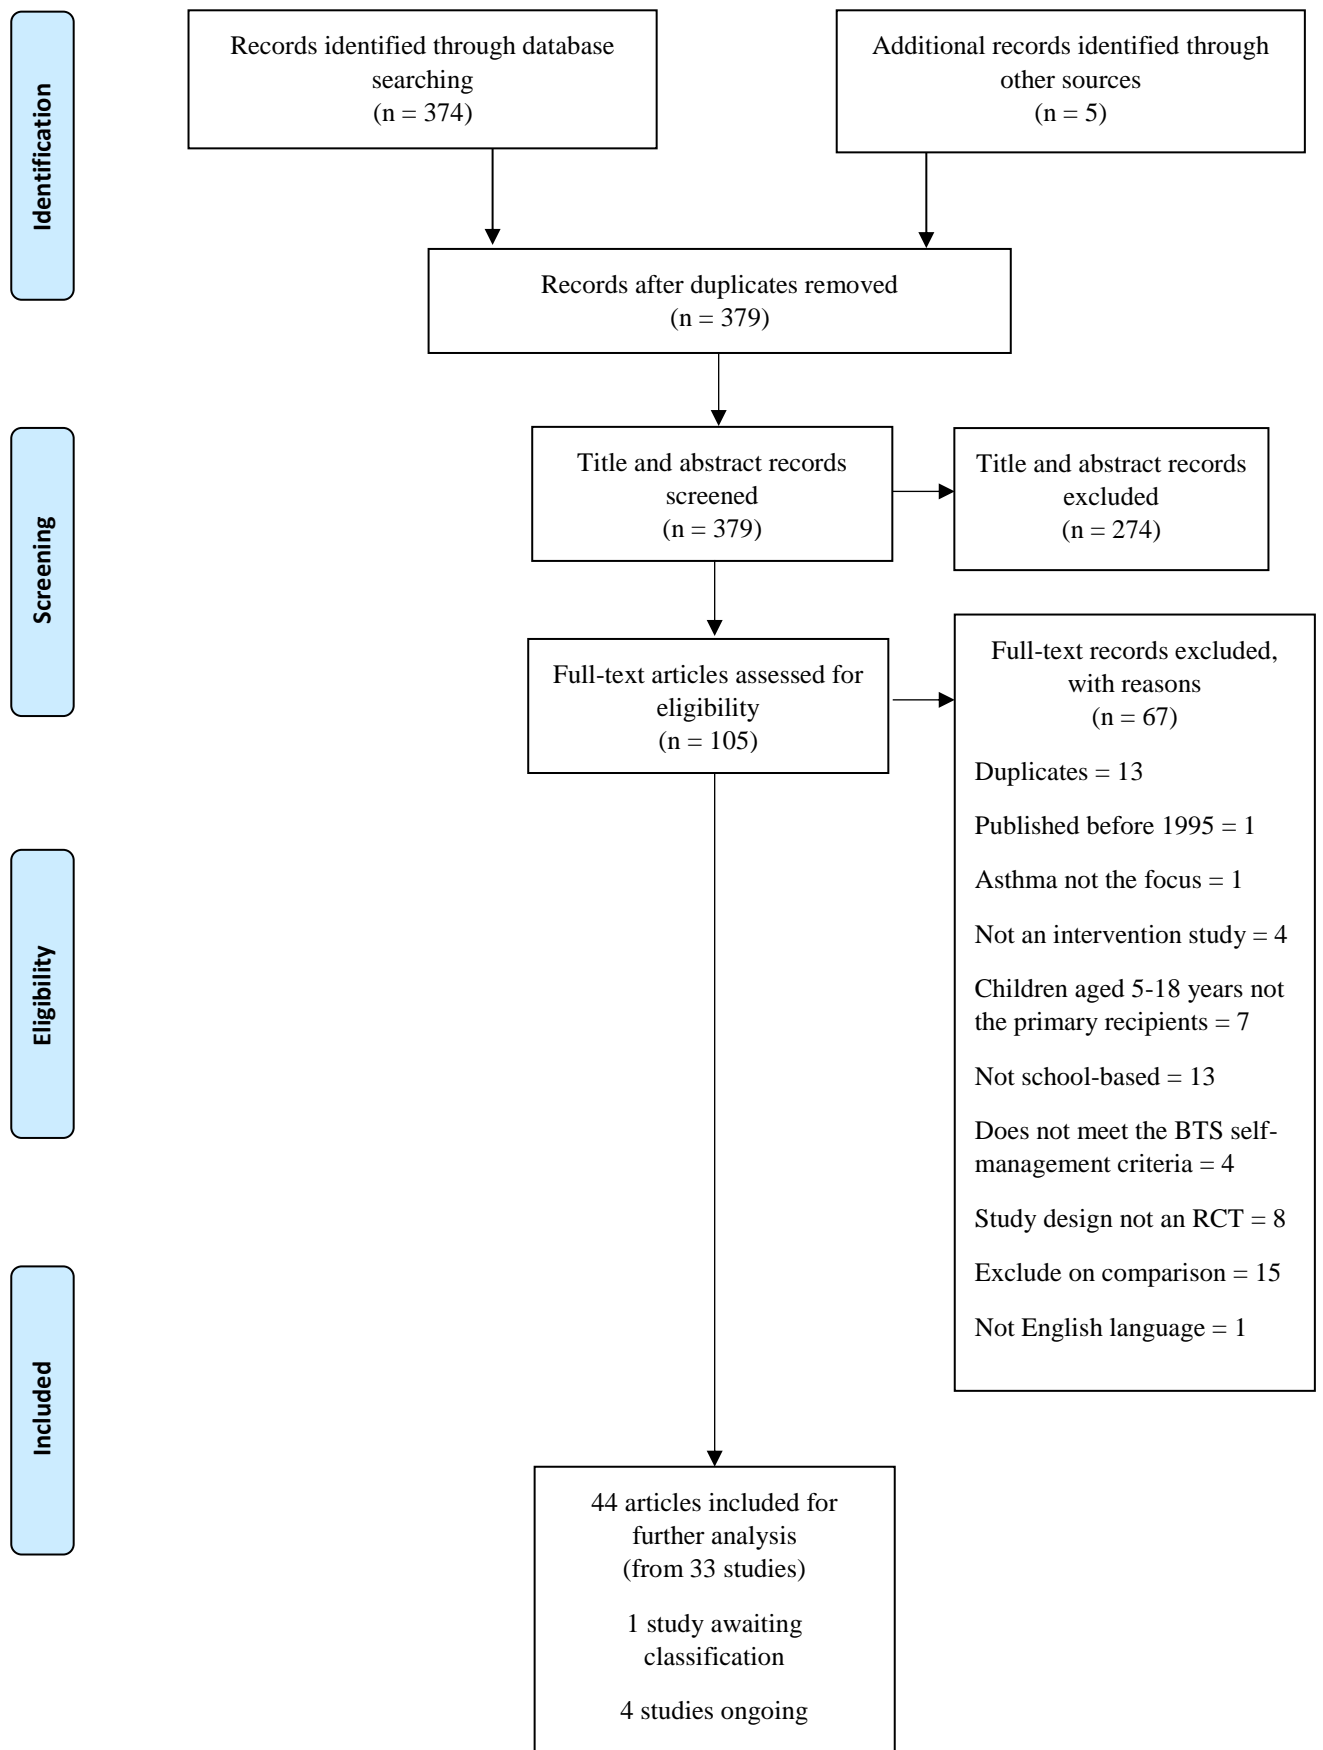 Identification
Records identified through database
searching
(n = 374)
Additional records identified through
other sources
(n = 5)
Records after duplicates removed
(n = 379)
Screening
Title and abstract records
screened
(n = 379)
Title and abstract records
excluded
(n = 274)
Full-text articles assessed for
eligibility
(n = 105)
Full-text records excluded,
with reasons
(n = 67)
Duplicates = 13
Published before 1995 = 1
Asthma not the focus = 1
Not an intervention study = 4
Children aged 5-18 years not
the primary recipients = 7
Not school-based = 13
Does not meet the BTS self-
management criteria = 4
Study design not an RCT = 8
Exclude on comparison = 15
Not English language = 1
Eligibility
Included
44 articles included for
further analysis
(from 33 studies)
1 study awaiting
classification
4 studies ongoing